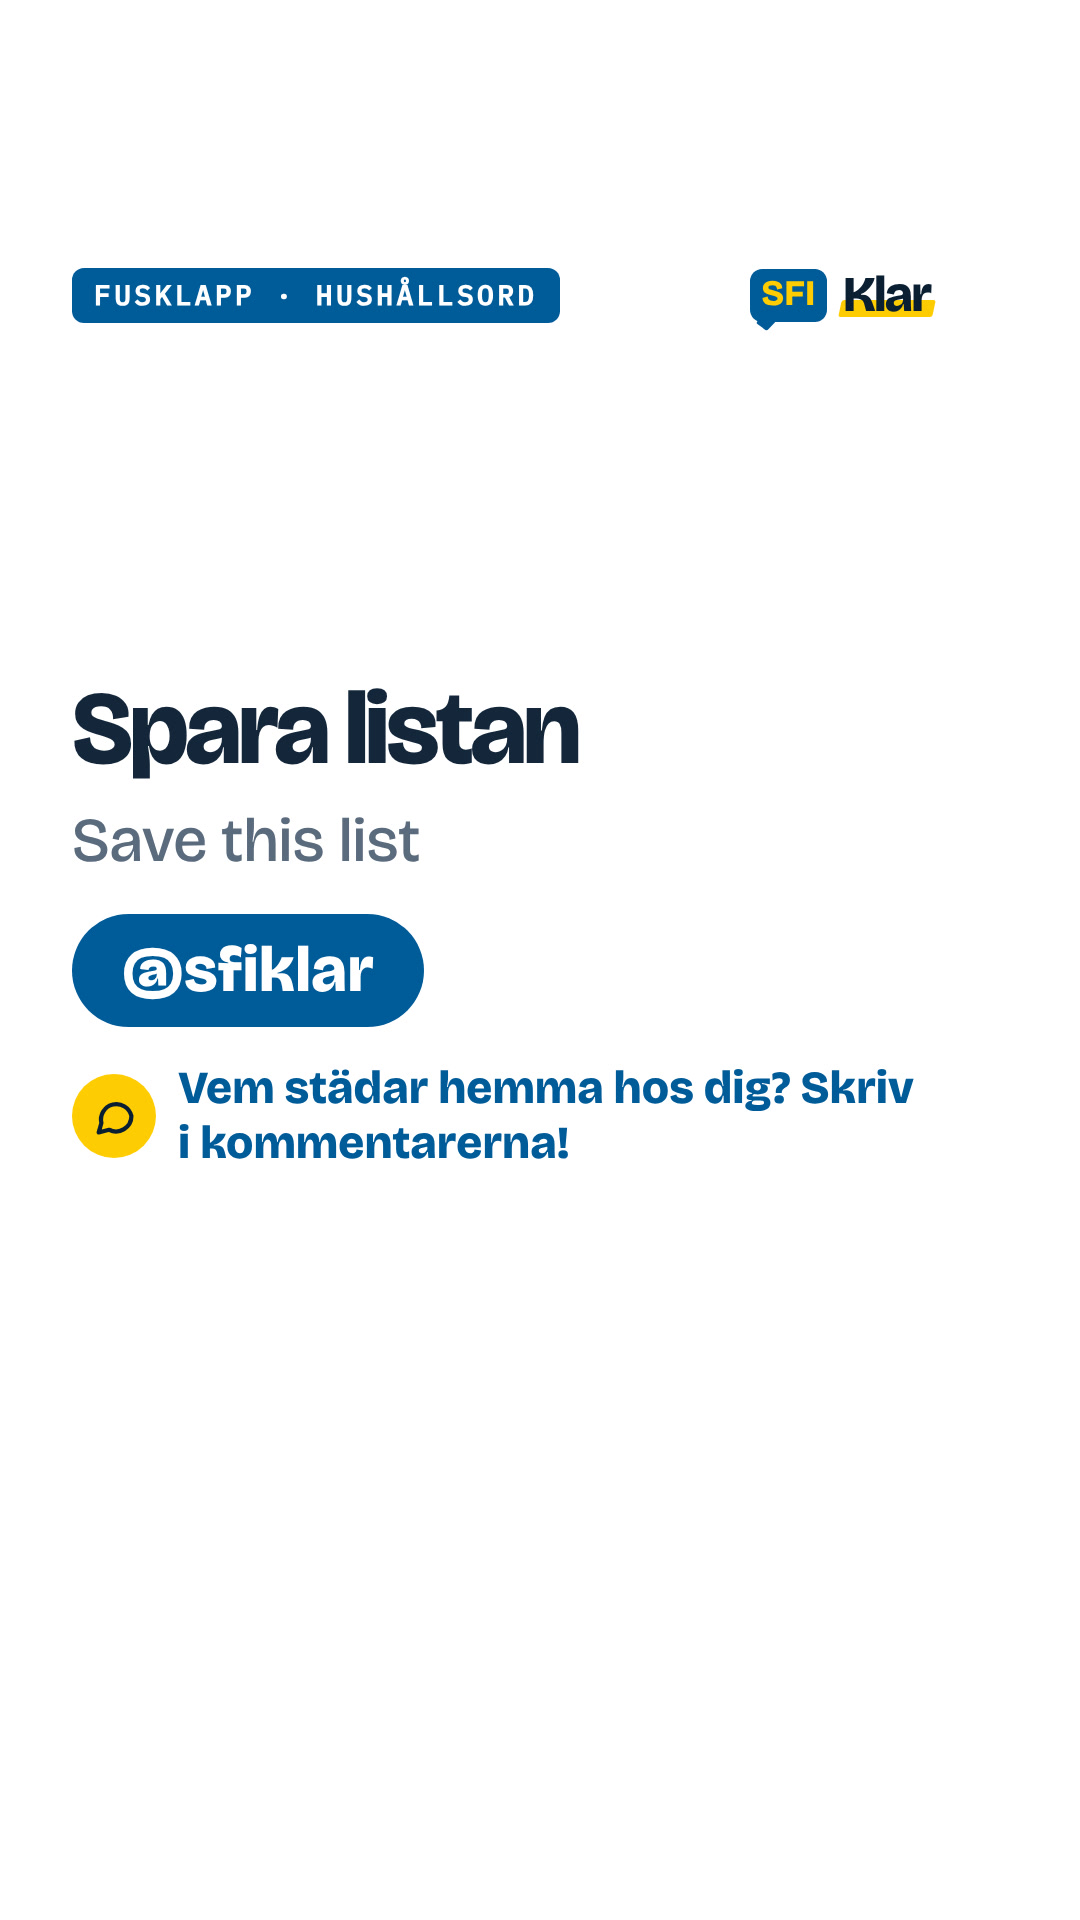 FUSKLAPP · HUSHÅLLSORD
SFI Klar
Spara listan
Save this list
@sfiklar
Vem städar hemma hos dig? Skriv
i kommentarerna!